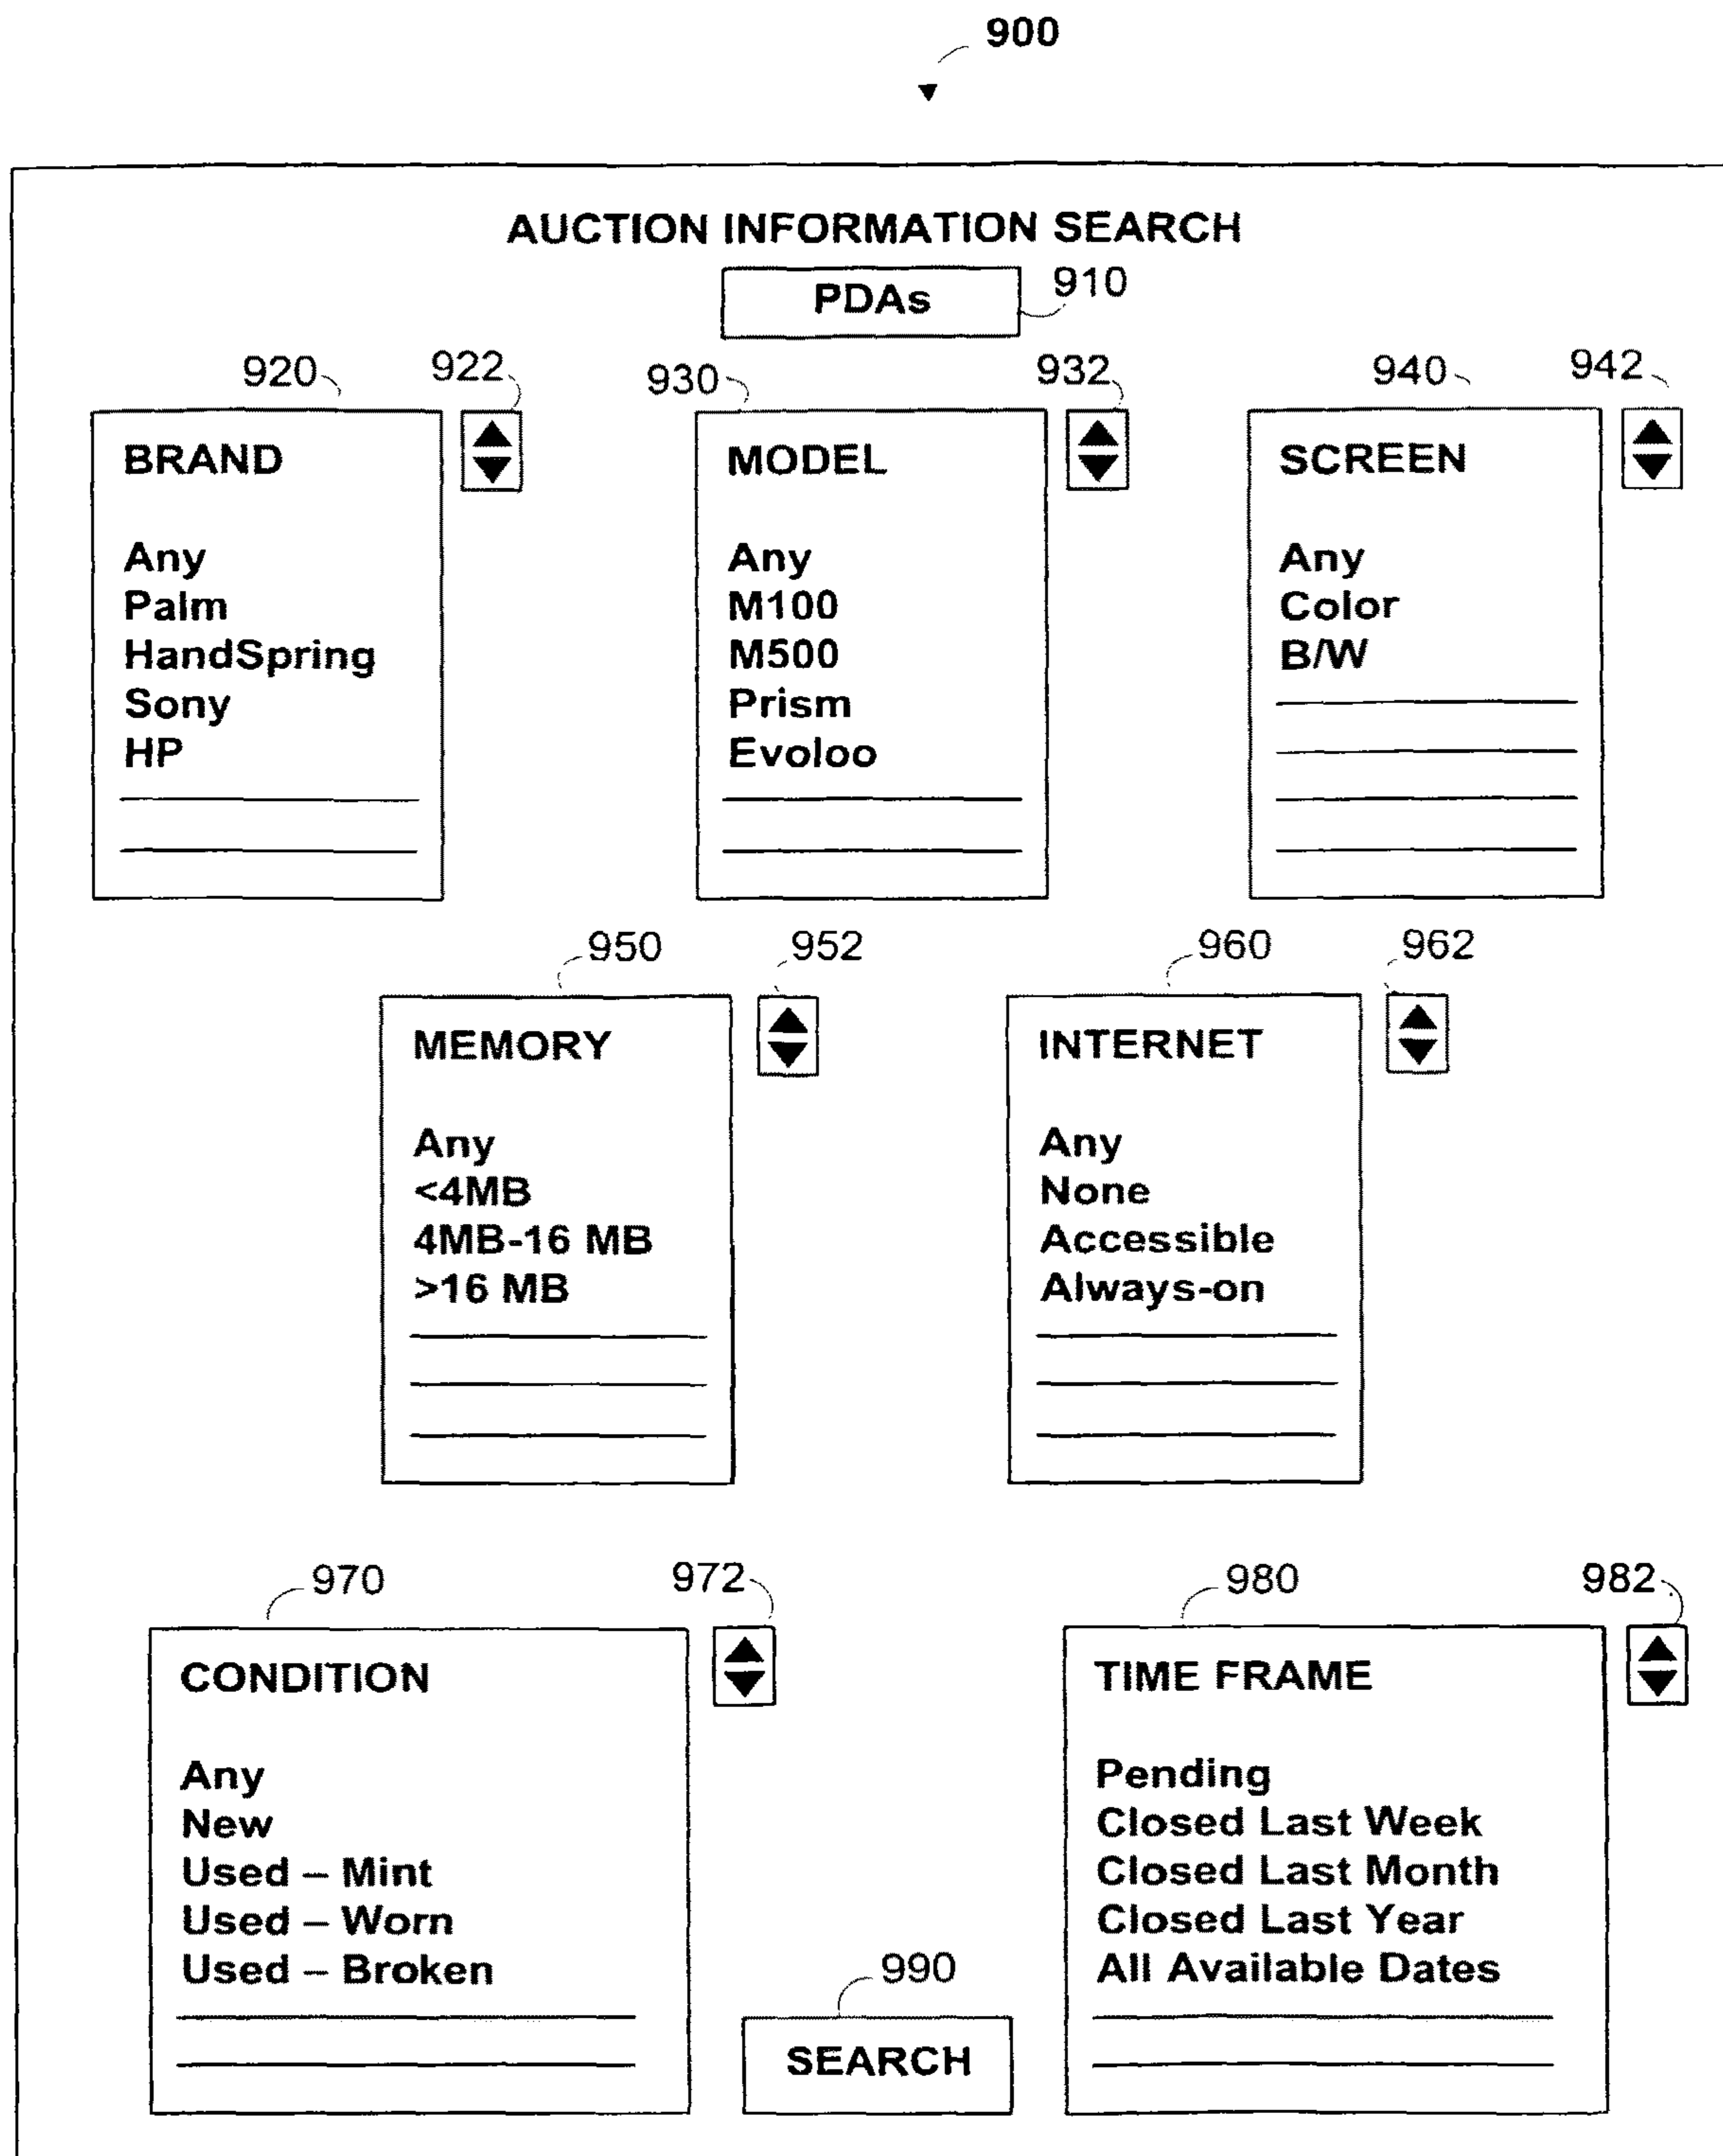 900
AUCTION INFORMATION SEARCH
PDAs 910
920 922 930 932 940 942
BRAND
Any
Palm
HandSpring
Sony
HP
MODEL
Any
M100
M500
Prism
Evoloo
SCREEN
Any
Color
B/W
950 952 960 962
MEMORY
Any
<4MB
4MB-16 MB
>16 MB
INTERNET
Any
None
Accessible
Always-on
970 972 980 982
CONDITION
Any
New
Used – Mint
Used – Worn
Used – Broken
990
SEARCH
TIME FRAME
Pending
Closed Last Week
Closed Last Month
Closed Last Year
All Available Dates